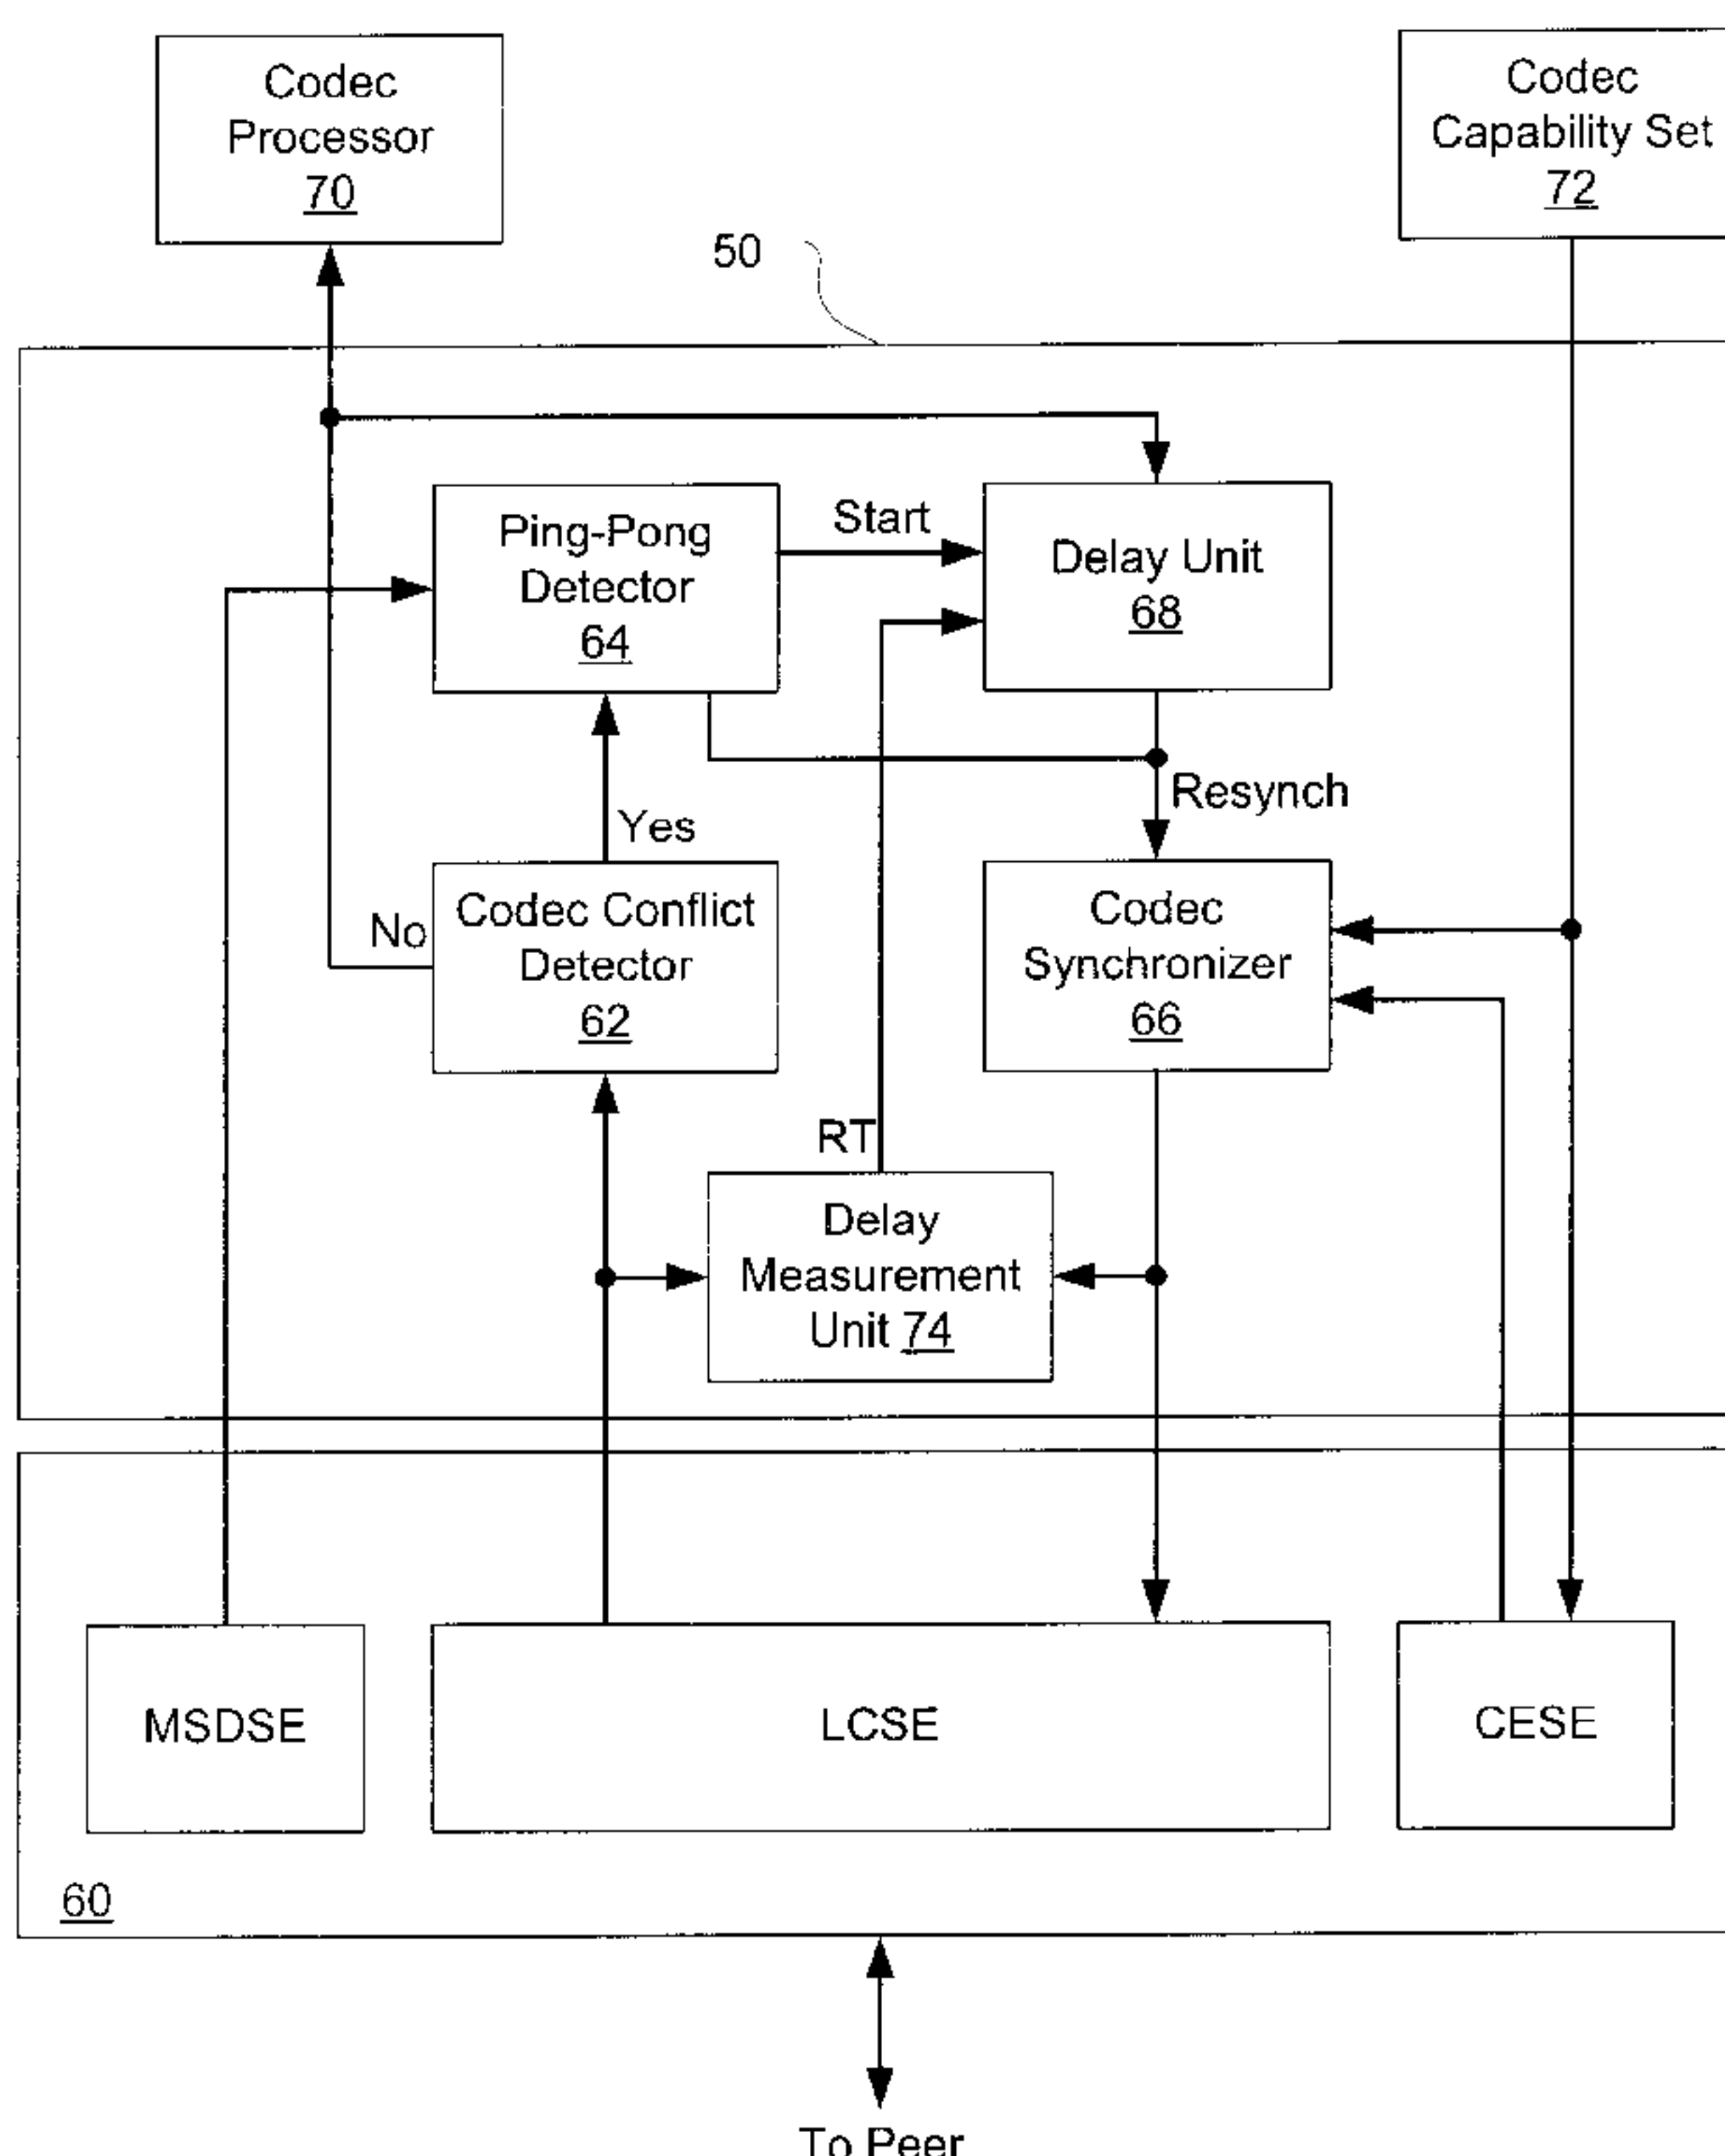 Codec
Processor
70
Codec
Capability Set
72
50
Ping-Pong
Detector
64
Start
Delay Unit
68
Resynch
Yes
No
Codec Conflict
Detector
62
Codec
Synchronizer
66
RT
Delay
Measurement
Unit 74
MSDSE
LCSE
CESE
60
To Peer